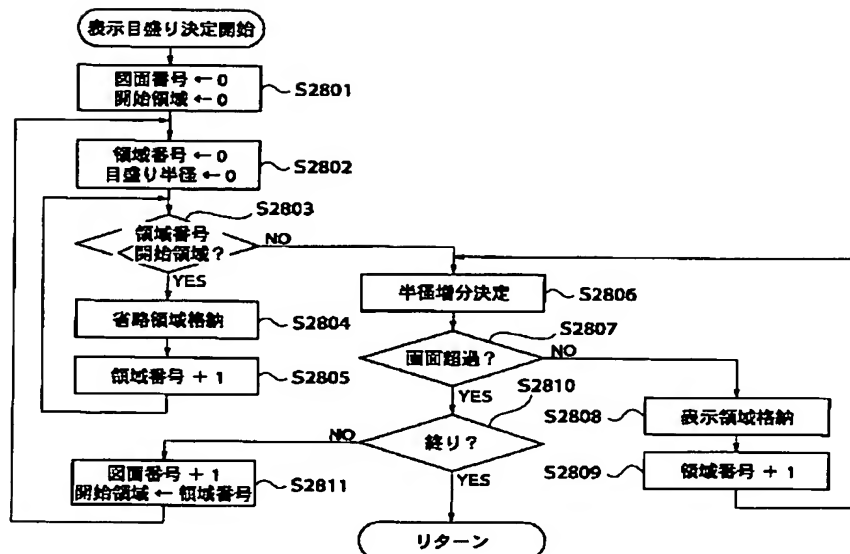 表示目盛り決定開始
図面番号 ← 0
開始領域 ← 0
S2801
領域番号 ← 0
目盛り半径 ← 0
S2802
S2803
領域番号
<開始領域？
NO
YES
省略領域格納
S2804
領域番号 + 1
S2805
半径増分決定
S2806
S2807
画面超過？
NO
YES
S2808
表示領域格納
S2809
領域番号 + 1
S2810
終り？
NO
YES
図面番号 + 1
開始領域 ← 領域番号
S2811
リターン